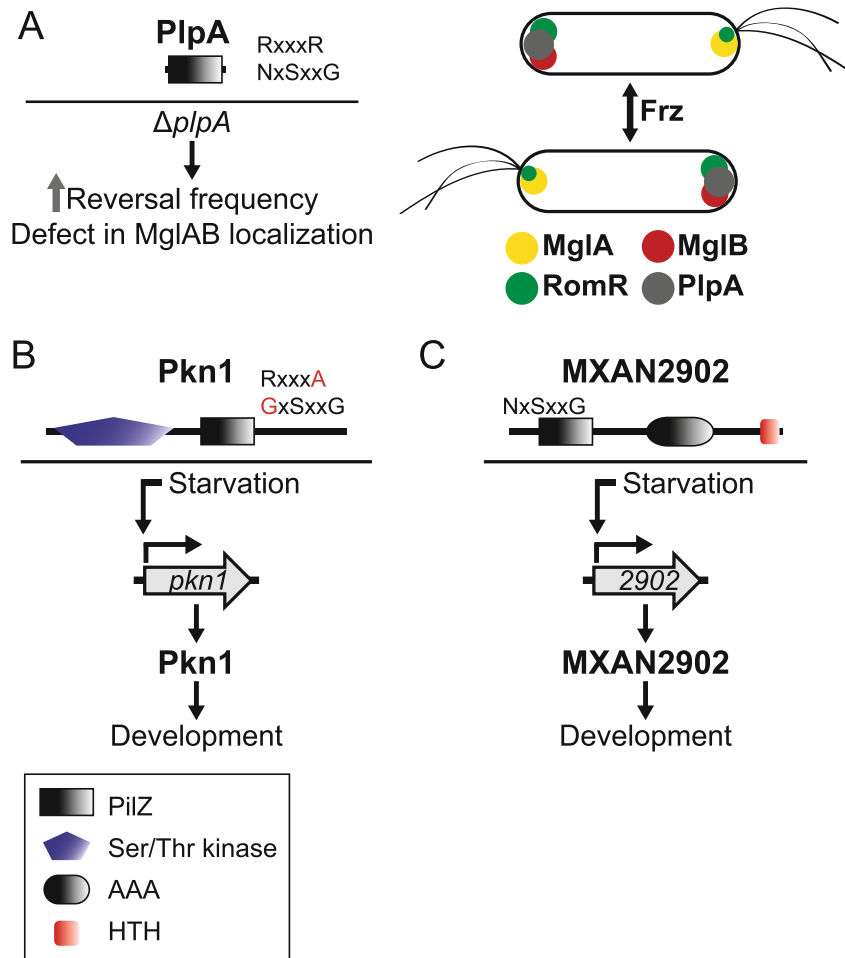 A
PlpA
RxxxR
NxSxxG
ΔplpA
Reversal frequency
Defect in MglAB localization
Frz
MglA
MglB
RomR
PlpA
B
Pkn1
RxxxA
GxSxxG
Starvation
pkn1
Pkn1
Development
C
MXAN2902
NxSxxG
Starvation
2902
MXAN2902
Development
PilZ
Ser/Thr kinase
AAA
HTH